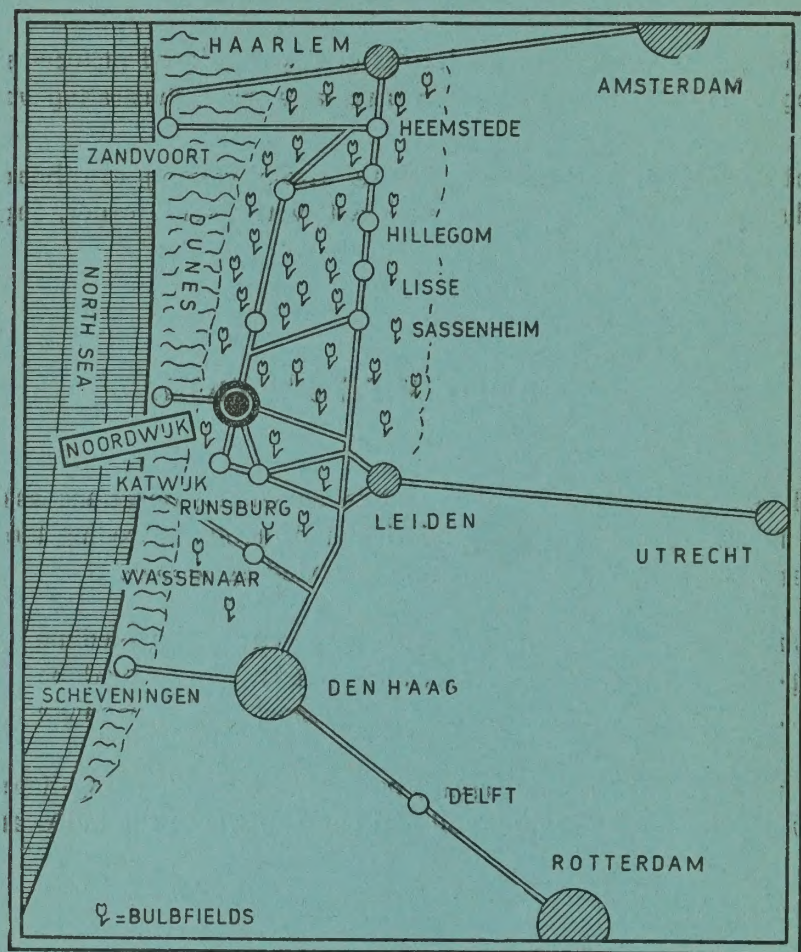 HAARLEM
AMSTERDAM
HEEMSTEDE
ZANDVOORT
DUNES
HILLEGOM
NORTH SEA
LISSE
SASSENHEIM
NOORDWIJK
KATWIJK
RIJNSBURG
LEIDEN
UTRECHT
WASSENAAR
DEN HAAG
SCHEVENINGEN
DELFT
ROTTERDAM
=BULBFIELDS